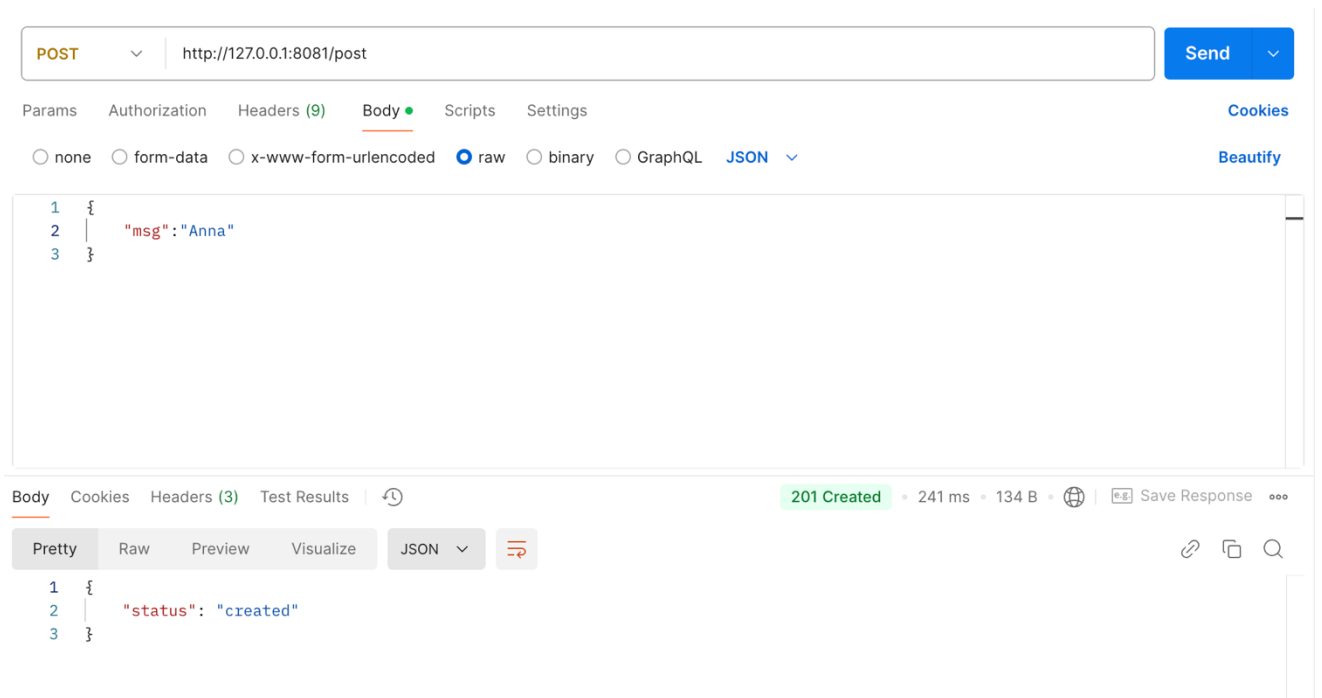 POST http://127.0.0.1:8081/post Send
Params Authorization Headers (9) Body Scripts Settings Cookies
none form-data x-www-form-urlencoded raw binary GraphQL JSON Beautify
1 {
2 "msg":"Anna"
3 }
Body Cookies Headers (3) Test Results 201 Created 241 ms 134 B e.g. Save Response
Pretty Raw Preview Visualize JSON
1 {
2 "status": "created"
3 }